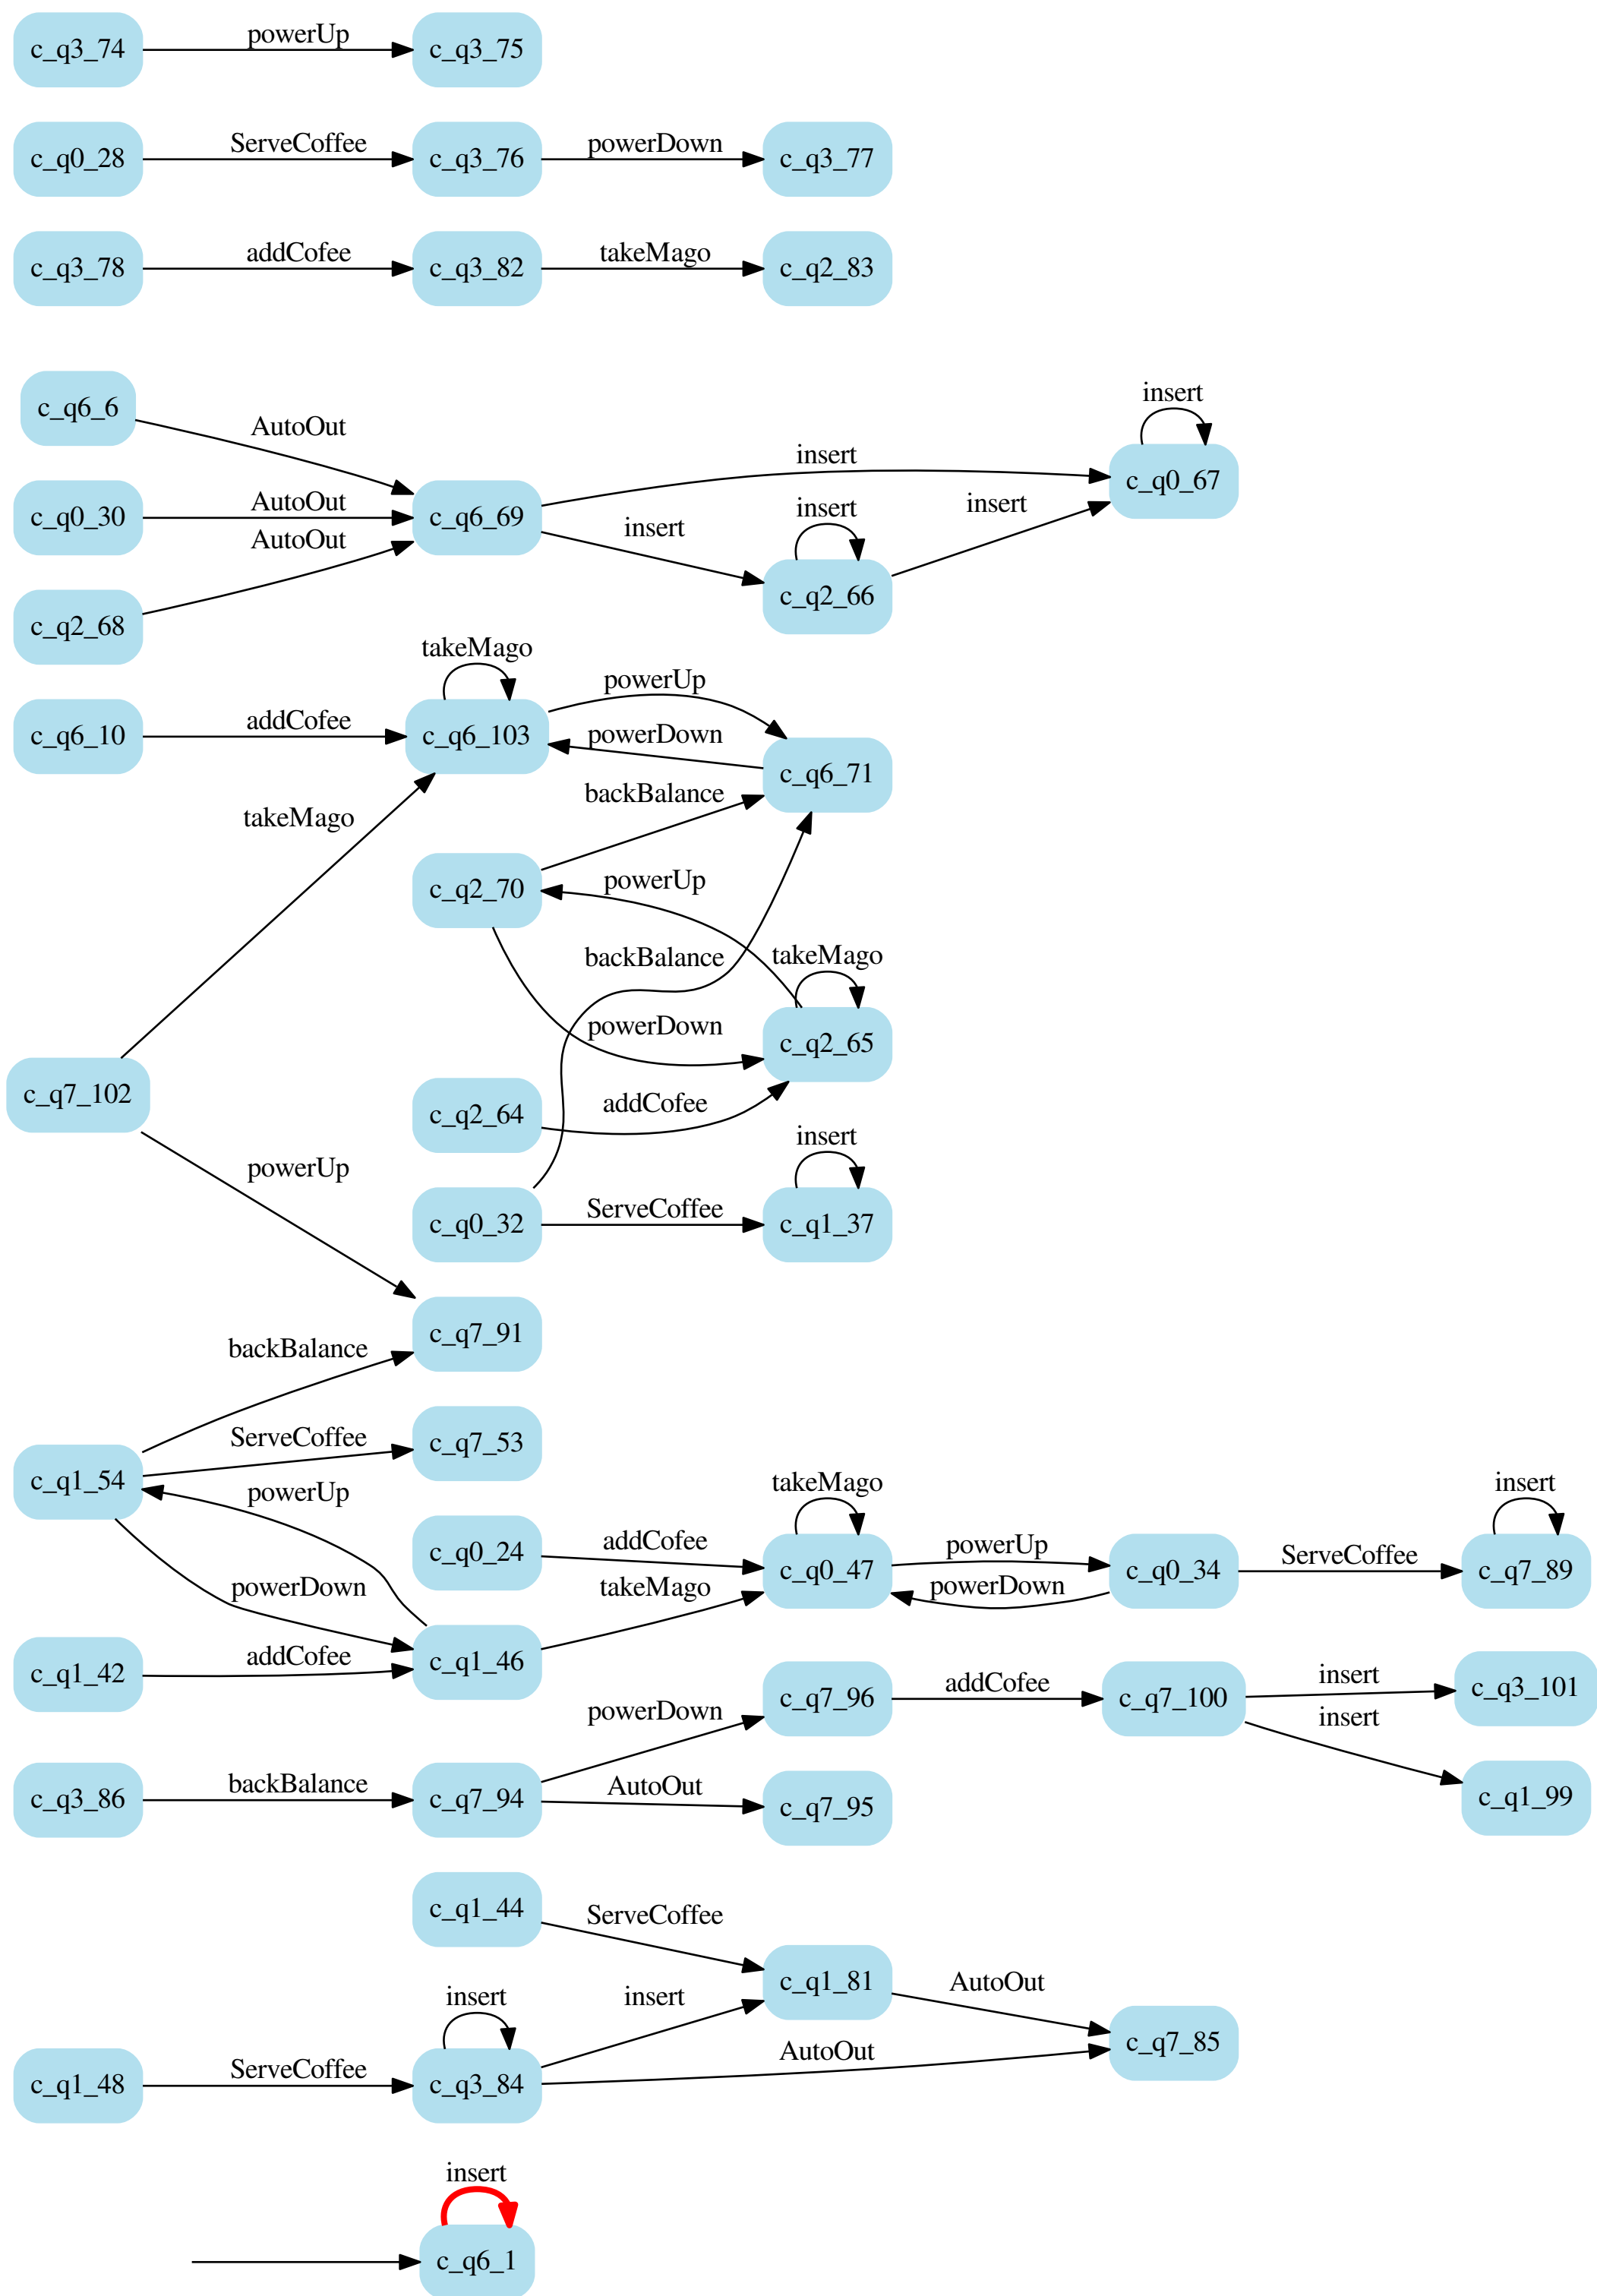 c_q3_74 powerUp c_q3_75
c_q0_28 ServeCoffee c_q3_76 powerDown c_q3_77
c_q3_78 addCofee c_q3_82 takeMago c_q2_83
insert
c_q6_6 AutoOut
insert c_q0_67
AutoOut insert insert
c_q0_30 c_q6_69 insert
AutoOut
c_q2_66
c_q2_68
takeMago
powerUp
c_q6_10 addCofee c_q6_103 powerDown
c_q6_71
backBalance
takeMago
c_q2_70 powerUp
backBalance takeMago
powerDown c_q2_65
c_q7_102
c_q2_64 addCofee
insert
powerUp
c_q0_32 ServeCoffee c_q1_37
c_q7_91
backBalance
ServeCoffee c_q7_53
c_q1_54 powerUp takeMago insert
c_q0_24 addCofee powerUp ServeCoffee
c_q0_47 c_q0_34 c_q7_89
powerDown takeMago powerDown
c_q1_42 addCofee c_q1_46
insert c_q3_101
powerDown c_q7_96 addCofee c_q7_100 insert
c_q3_86 backBalance c_q7_94 AutoOut c_q7_95 c_q1_99
c_q1_44 ServeCoffee
c_q1_81 AutoOut
insert insert
c_q7_85
AutoOut
c_q1_48 ServeCoffee c_q3_84
insert
c_q6_1